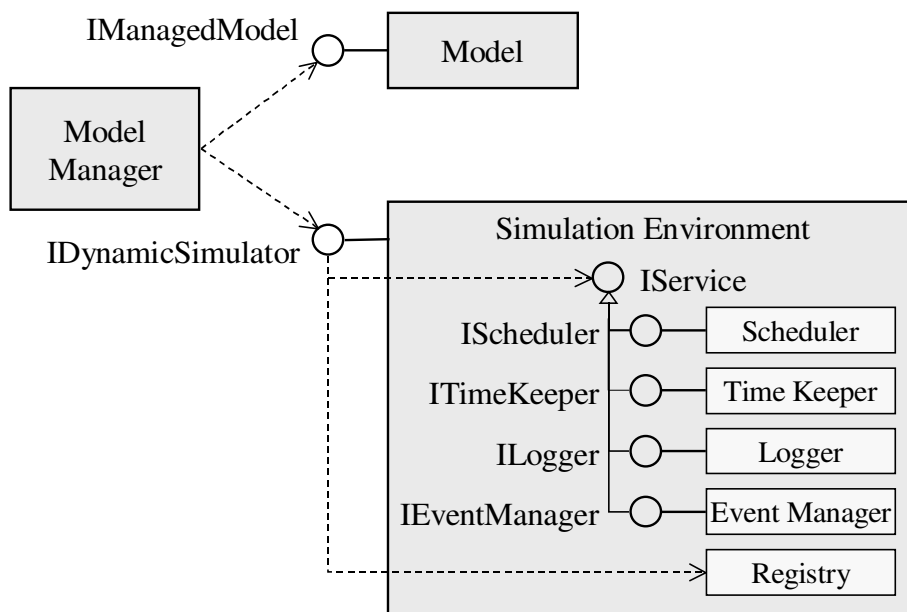 IManagedModel
Model
Model
Manager
IDynamicSimulator
Simulation Environment
IService
IScheduler
Scheduler
ITimeKeeper
Time Keeper
ILogger
Logger
IEventManager
Event Manager
Registry